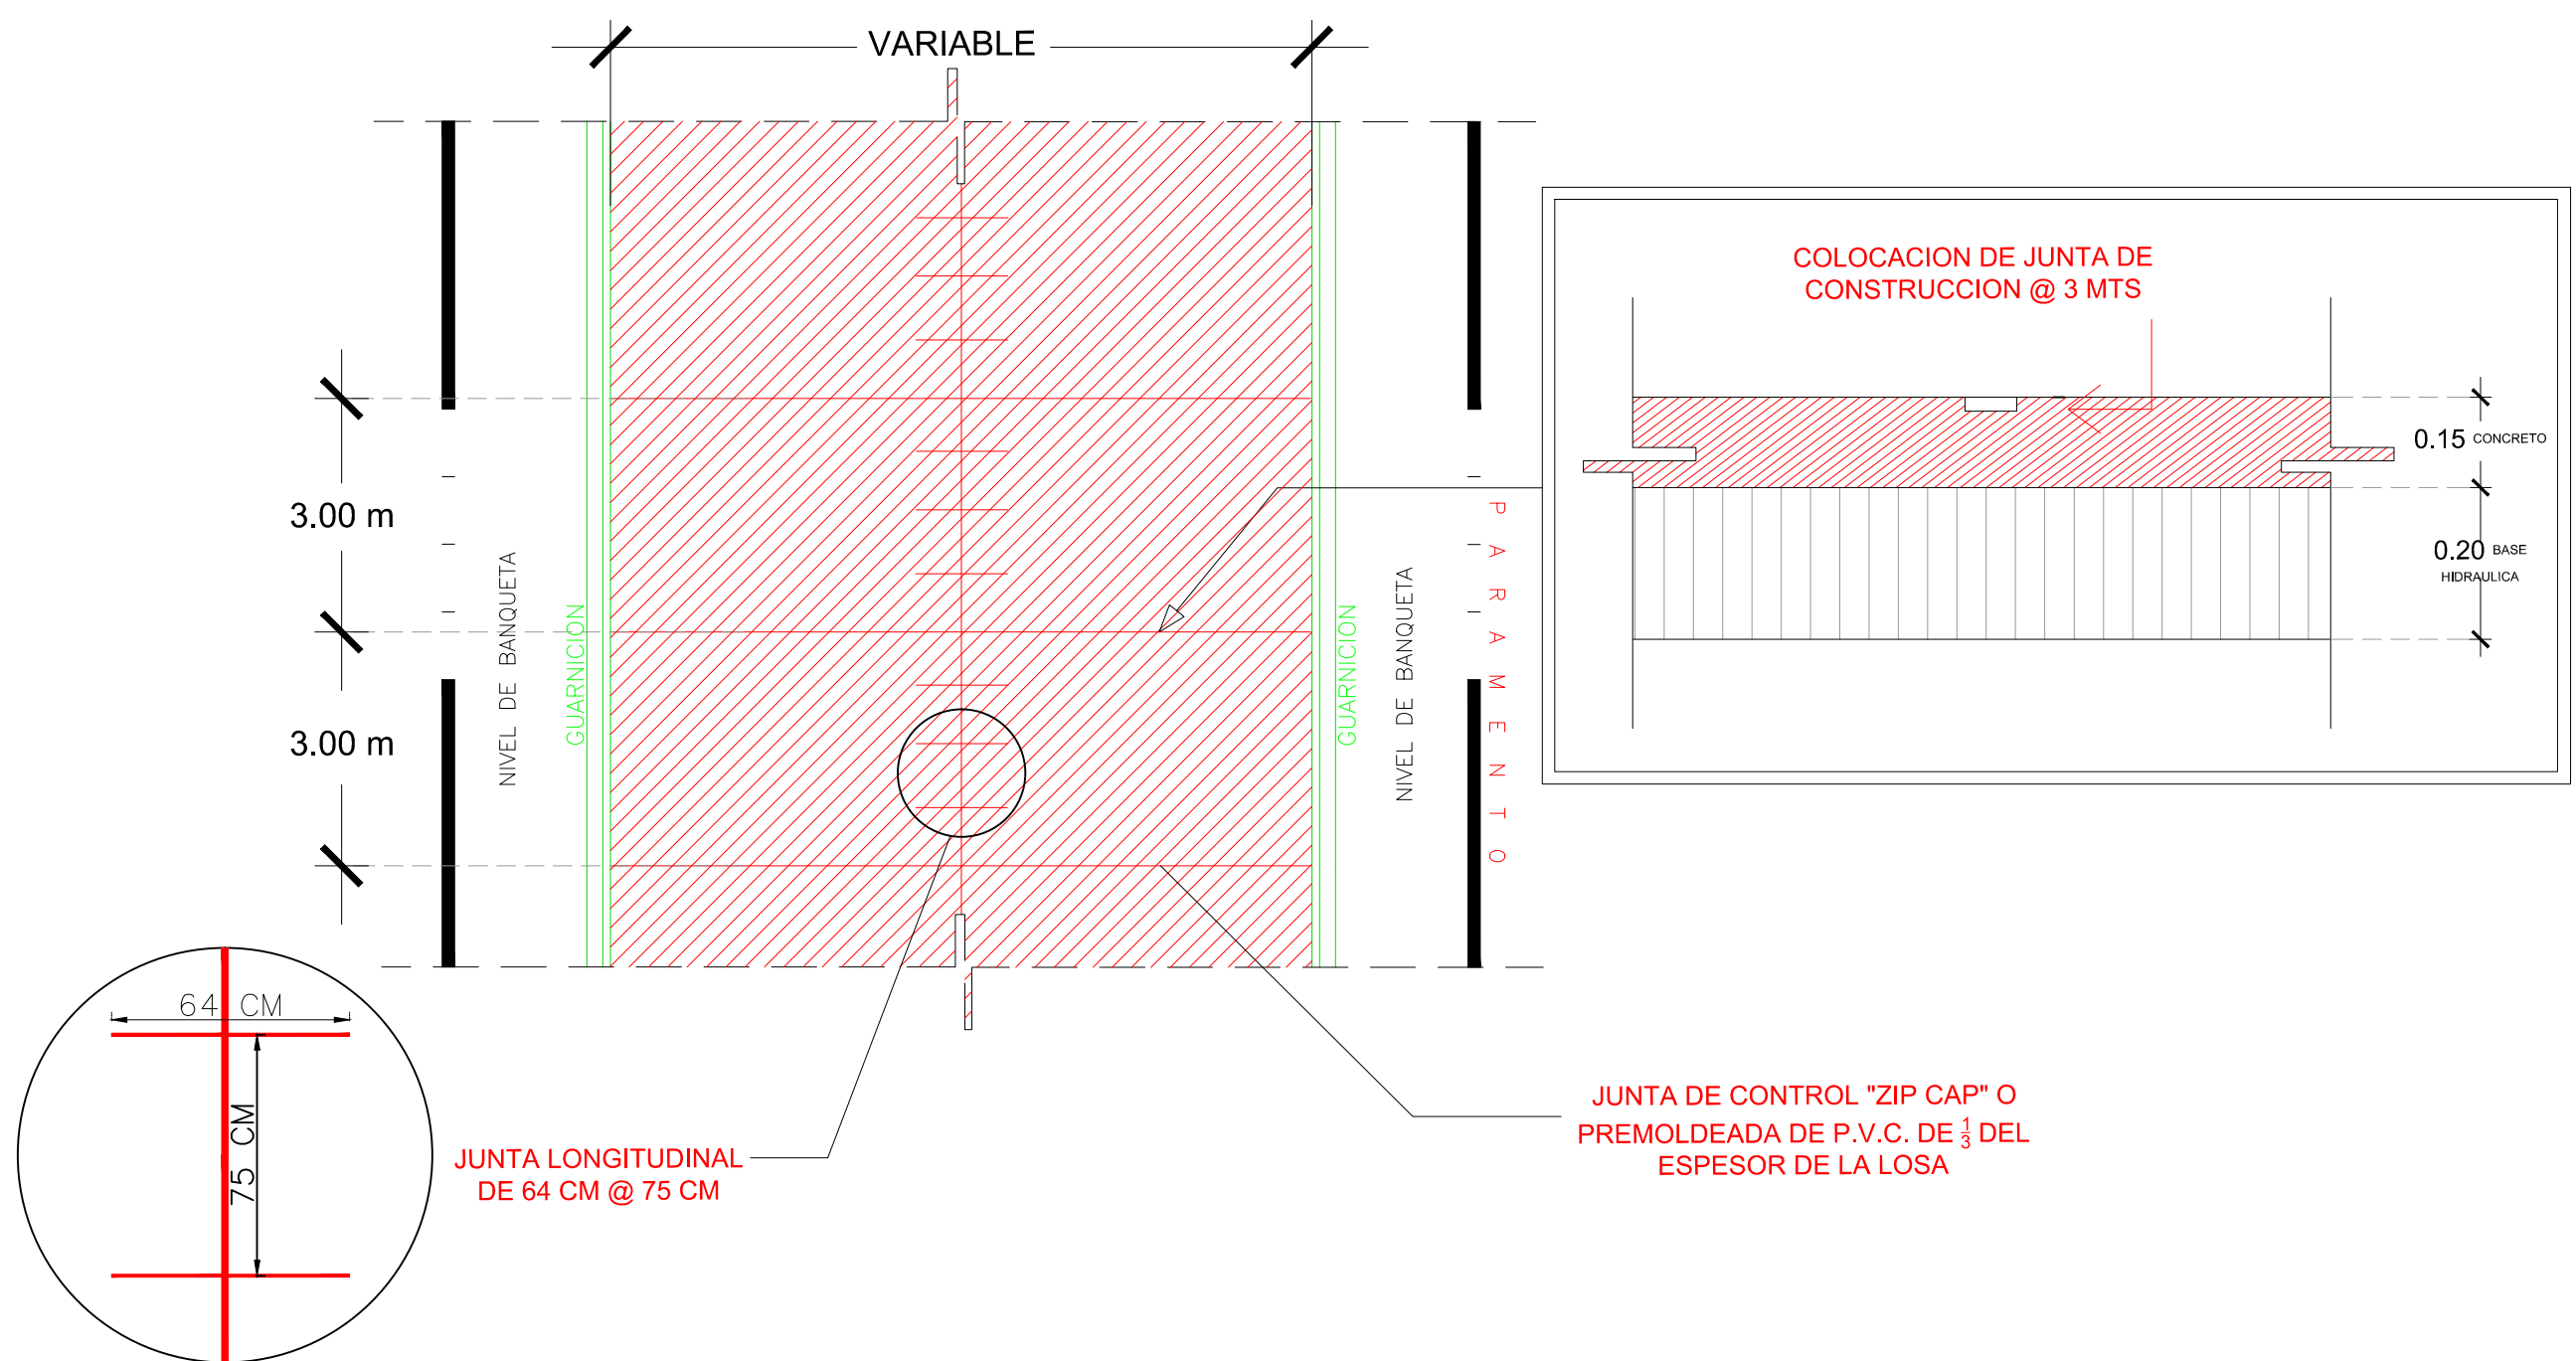 VARIABLE
COLOCACION DE JUNTA DE
CONSTRUCCION @ 3 MTS
0.15 CONCRETO
0.20 BASE
HIDRAULICA
3.00 m
3.00 m
NIVEL DE BANQUETA
GUARNICION
GUARNICION
NIVEL DE BANQUETA
PARAMENTO
64 CM
75 CM
JUNTA LONGITUDINAL
DE 64 CM @ 75 CM
JUNTA DE CONTROL "ZIP CAP" O
PREMOLDEADA DE P.V.C. DE 1/3 DEL
ESPESOR DE LA LOSA